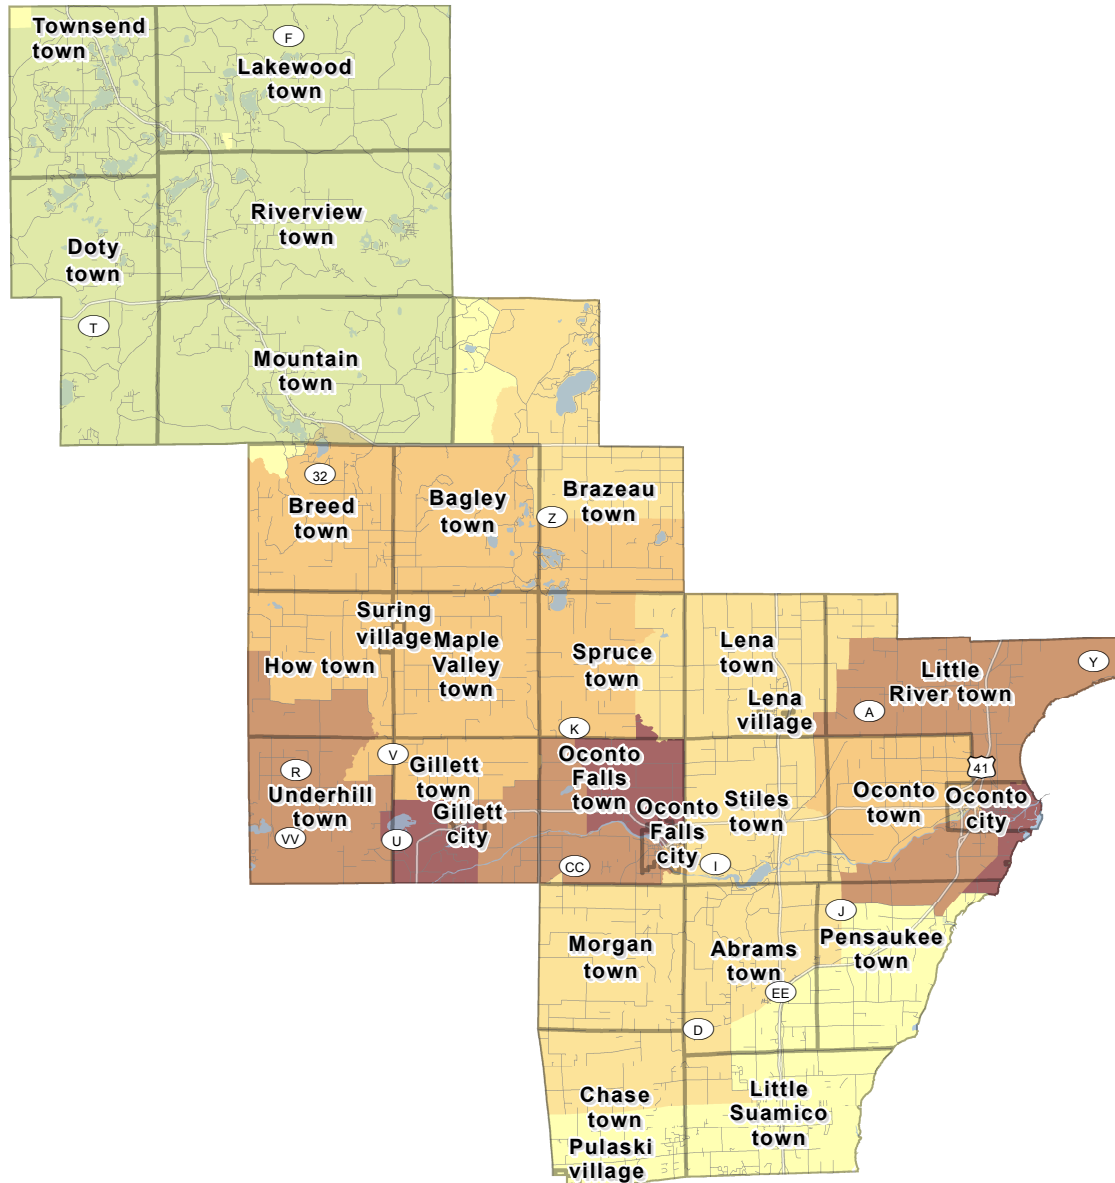 Townsend
town
F
Lakewood
town
Riverview
town
Doty
town
T
Mountain
town
32
Breed
town
Bagley
town
Brazeau
town
Z
Suring
village
How town
Maple
Valley
town
Spruce
town
Lena
town
Lena
village
Little
River town
Y
A
K
V
R
Underhill
town
VV
Gillett
town
Gillett
city
U
Oconto
Falls
town
Oconto
Falls
city
CC
Stiles
town
I
Oconto
town
41
Oconto
city
J
Morgan
town
Abrams
town
Pensaukee
town
EE
D
Chase
town
Little
Suamico
town
Pulaski
village